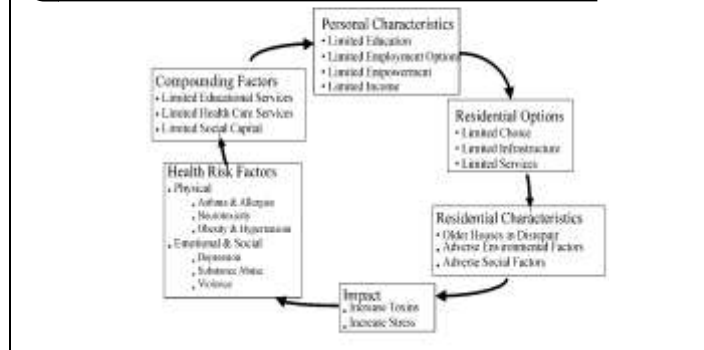 Personal Characteristics
• Limited Education
• Limited Employment Options
• Limited Empowerment
• Limited Income
Residential Options
• Limited Choice
• Limited Infrastructure
• Limited Services
Residential Characteristics
• Older Houses in Disrepair
• Adverse Environmental Factors
• Adverse Social Factors
Impact
• Increase Toxins
• Increase Stress
Health Risk Factors
• Physical
• Asthma & Allergies
• Neurotoxicity
• Obesity & Hypertension
• Emotional & Social
• Depression
• Substance Abuse
• Violence
Compounding Factors
• Limited Educational Services
• Limited Health Care Services
• Limited Social Capital